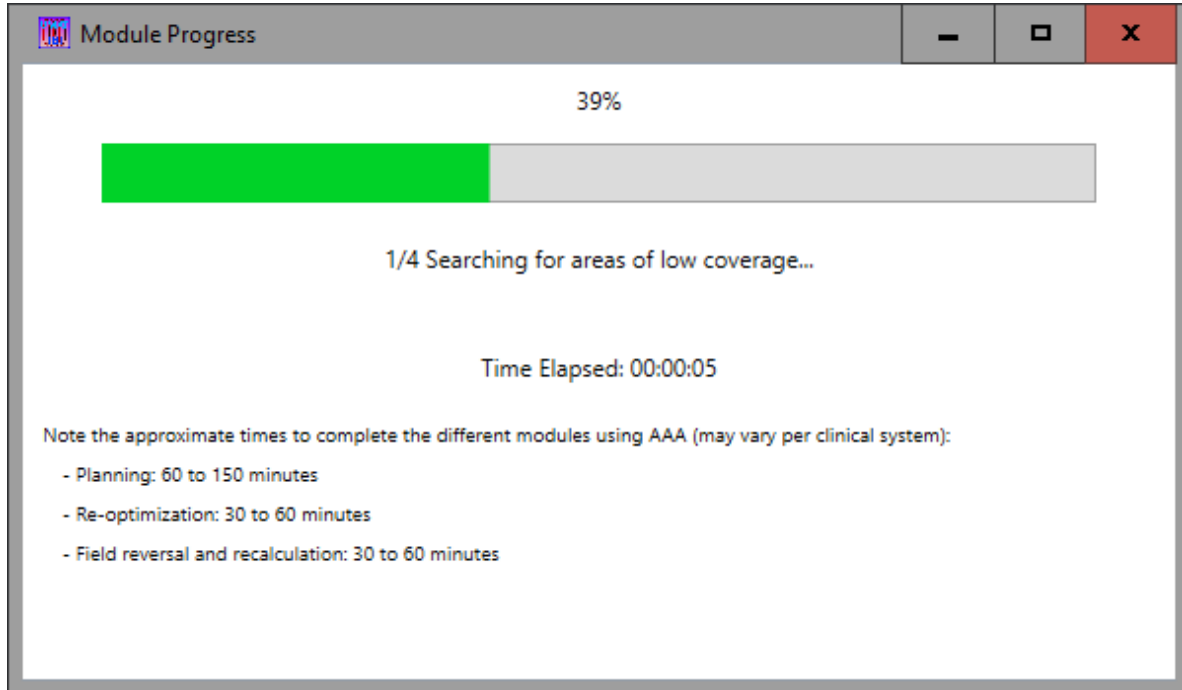 Module Progress
39%
1/4 Searching for areas of low coverage...
Time Elapsed: 00:00:05
Note the approximate times to complete the different modules using AAA (may vary per clinical system):
- Planning: 60 to 150 minutes
- Re-optimization: 30 to 60 minutes
- Field reversal and recalculation: 30 to 60 minutes